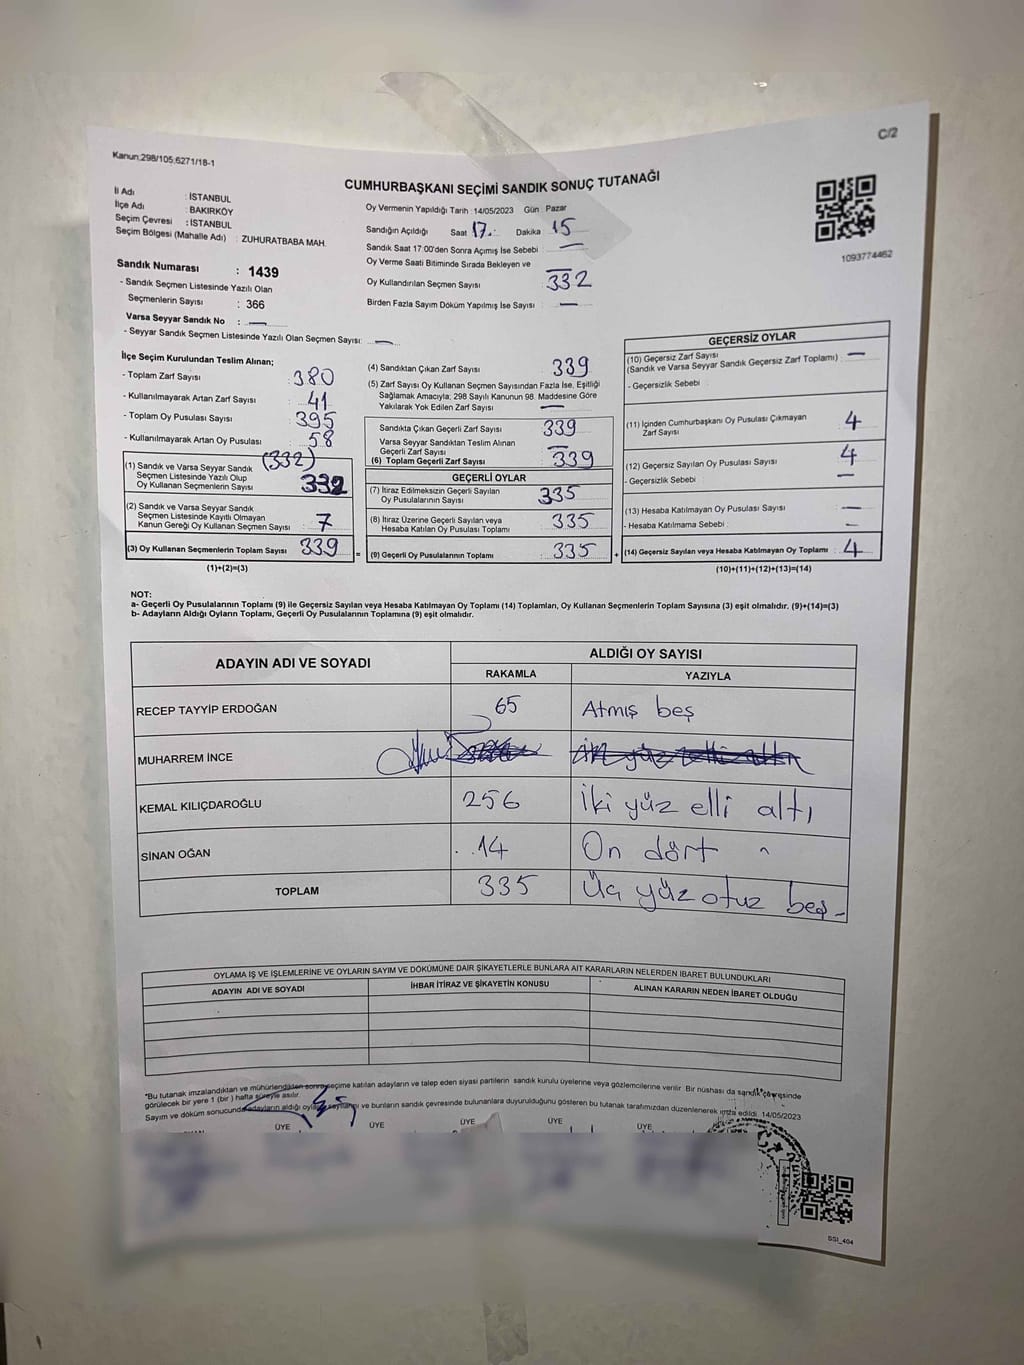 C/2
Kanun;298/105;6271/18-1
CUMHURBAŞKANI SEÇİMİ SANDIK SONUÇ TUTANAĞI
İl Adı : İSTANBUL
İlçe Adı : BAKIRKÖY
Seçim Çevresi : İSTANBUL
Seçim Bölgesi (Mahalle Adı) : ZUHURATBABA MAH.
Oy Vermenin Yapıldığı Tarih :14/05/2023 Gün : Pazar
Sandığın Açıldığı Saat 17 Dakika 15
Sandık Saat 17:00'den Sonra Açımış İse Sebebi : —
Oy Verme Saati Bitiminde Sırada Bekleyen ve —
Oy Kullandırılan Seçmen Sayısı : 332
Birden Fazla Sayım Döküm Yapılmış İse Sayısı : —
1093774462
Sandık Numarası : 1439
- Sandık Seçmen Listesinde Yazılı Olan
Seçmenlerin Sayısı : 366
Varsa Seyyar Sandık No : —
- Seyyar Sandık Seçmen Listesinde Yazılı Olan Seçmen Sayısı: —
İlçe Seçim Kurulundan Teslim Alınan;
- Toplam Zarf Sayısı : 380
- Kullanılmayarak Artan Zarf Sayısı : 41
- Toplam Oy Pusulası Sayısı : 395
- Kullanılmayarak Artan Oy Pusulası : 58
(332)
(1) Sandık ve Varsa Seyyar Sandık
Seçmen Listesinde Yazılı Olup
Oy Kullanan Seçmenlerin Sayısı 332
(2) Sandık ve Varsa Seyyar Sandık
Seçmen Listesinde Kayıtlı Olmayan
Kanun Gereği Oy Kullanan Seçmen Sayısı : 7
(3) Oy Kullanan Seçmenlerin Toplam Sayısı : 339
(1)+(2)=(3)
(4) Sandıktan Çıkan Zarf Sayısı : 339
(5) Zarf Sayısı Oy Kullanan Seçmen Sayısından Fazla İse, Eşitliği
Sağlamak Amacıyla; 298 Sayılı Kanunun 98. Maddesine Göre
Yakılarak Yok Edilen Zarf Sayısı : —
Sandıkta Çıkan Geçerli Zarf Sayısı : 339
Varsa Seyyar Sandıktan Teslim Alınan
Geçerli Zarf Sayısı : —
(6) Toplam Geçerli Zarf Sayısı : 339
GEÇERLİ OYLAR
(7) İtiraz Edilmeksizin Geçerli Sayılan
Oy Pusulalarının Sayısı : 335
(8) İtiraz Üzerine Geçerli Sayılan veya
Hesaba Katılan Oy Pusulası Toplamı : 335
= (9) Geçerli Oy Pusulalarının Toplamı : 335
GEÇERSİZ OYLAR
(10) Geçersiz Zarf Sayısı : —
(Sandık ve Varsa Seyyar Sandık Geçersiz Zarf Toplamı)
- Geçersizlik Sebebi :
(11) İçinden Cumhurbaşkanı Oy Pusulası Çıkmayan
Zarf Sayısı : 4
(12) Geçersiz Sayılan Oy Pusulası Sayısı : 4
- Geçersizlik Sebebi : —
(13) Hesaba Katılmayan Oy Pusulası Sayısı : —
- Hesaba Katılmama Sebebi : —
+ (14) Geçersiz Sayılan veya Hesaba Katılmayan Oy Toplamı : 4
(10)+(11)+(12)+(13)=(14)
NOT:
a- Geçerli Oy Pusulalarının Toplamı (9) ile Geçersiz Sayılan veya Hesaba Katılmayan Oy Toplamı (14) Toplamları, Oy Kullanan Seçmenlerin Toplam Sayısına (3) eşit olmalıdır. (9)+(14)=(3)
b- Adayların Aldığı Oyların Toplamı, Geçerli Oy Pusulalarının Toplamına (9) eşit olmalıdır.
ADAYIN ADI VE SOYADI ALDIĞI OY SAYISI
RAKAMLA YAZIYLA
RECEP TAYYİP ERDOĞAN 65 Atmış beş
MUHARREM İNCE
KEMAL KILIÇDAROĞLU 256 İki yüz elli altı
SİNAN OĞAN 14 On dört
TOPLAM 335 Üç yüz otuz beş
OYLAMA İŞ VE İŞLEMLERİNE VE OYLARIN SAYIM VE DÖKÜMÜNE DAİR ŞİKAYETLERLE BUNLARA AİT KARARLARIN NELERDEN İBARET BULUNDUKLARI
ADAYIN ADI VE SOYADI İHBAR İTİRAZ VE ŞİKAYETİN KONUSU ALINAN KARARIN NEDEN İBARET OLDUĞU
*Bu tutanak imzalandıktan ve mühürlendikten sonra seçime katılan adayların ve talep eden siyasi partilerin sandık kurulu üyelerine veya gözlemcilerine verilir. Bir nüshası da sandık çevresinde
görülecek bir yere 1 (bir ) hafta süreyle asılır.
Sayım ve döküm sonucunda adayların aldığı oyların sayılarını ve bunların sandık çevresinde bulunanlara duyurulduğunu gösteren bu tutanak tarafımızdan düzenlenerek imza edildi. 14/05/2023
ÜYE ÜYE ÜYE ÜYE ÜYE
SSI_404